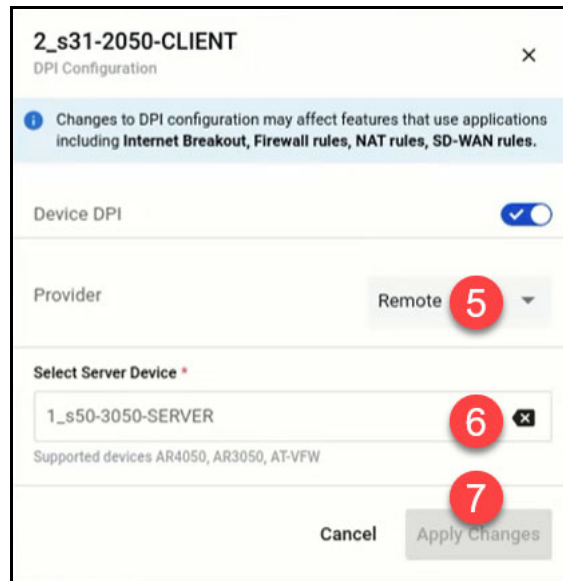 2_s31-2050-CLIENT
DPI Configuration
Changes to DPI configuration may affect features that use applications
including Internet Breakout, Firewall rules, NAT rules, SD-WAN rules.
Device DPI
Provider
Remote
5
Select Server Device *
1_s50-3050-SERVER
6
Supported devices AR4050, AR3050, AT-VFW
7
Cancel
Apply Changes